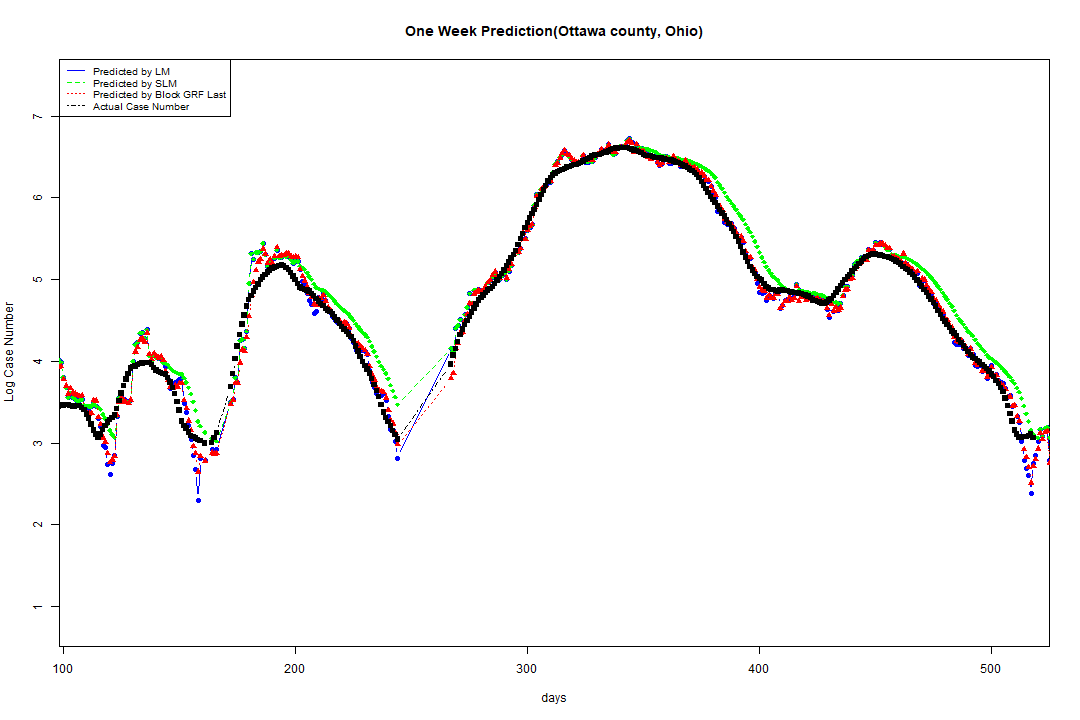 One Week Prediction(Ottawa county, Ohio)
Predicted by LM
Predicted by SLM
Predicted by Block GRF Last
Actual Case Number
7
6
5
4
3
2
1
Log Case Number
100 200 300 400 500
days